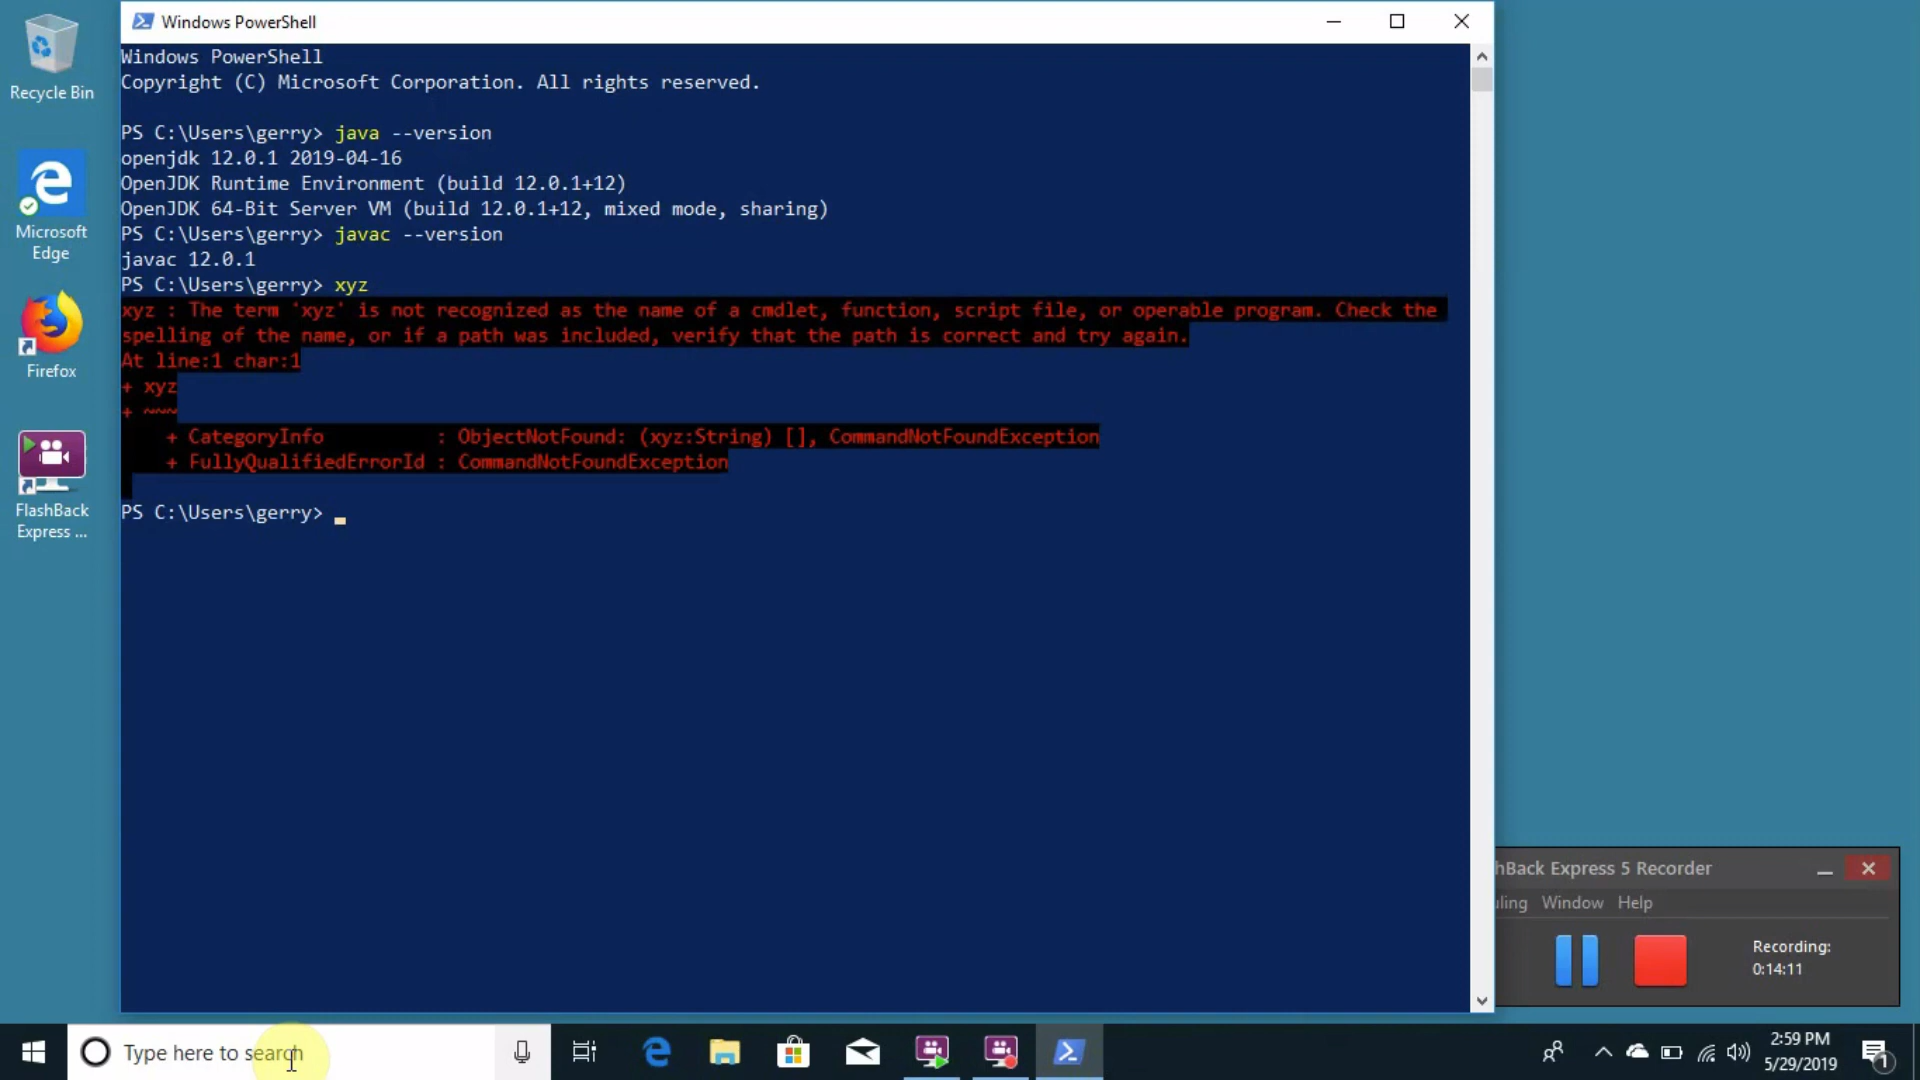 Windows PowerShell
Recycle Bin
Microsoft
Edge
Firefox
FlashBack
Express ...
Windows PowerShell
Copyright (C) Microsoft Corporation. All rights reserved.
PS C:\Users\gerry> java --version
openjdk 12.0.1 2019-04-16
OpenJDK Runtime Environment (build 12.0.1+12)
OpenJDK 64-Bit Server VM (build 12.0.1+12, mixed mode, sharing)
PS C:\Users\gerry> javac --version
javac 12.0.1
PS C:\Users\gerry> xyz
xyz : The term 'xyz' is not recognized as the name of a cmdlet, function, script file, or operable program. Check the
spelling of the name, or if a path was included, verify that the path is correct and try again.
At line:1 char:1
+ xyz
+ ~~~
    + CategoryInfo          : ObjectNotFound: (xyz:String) [], CommandNotFoundException
    + FullyQualifiedErrorId : CommandNotFoundException
PS C:\Users\gerry>
hBack Express 5 Recorder
uling Window Help
Recording:
0:14:11
Type here to search
2:59 PM
5/29/2019
1